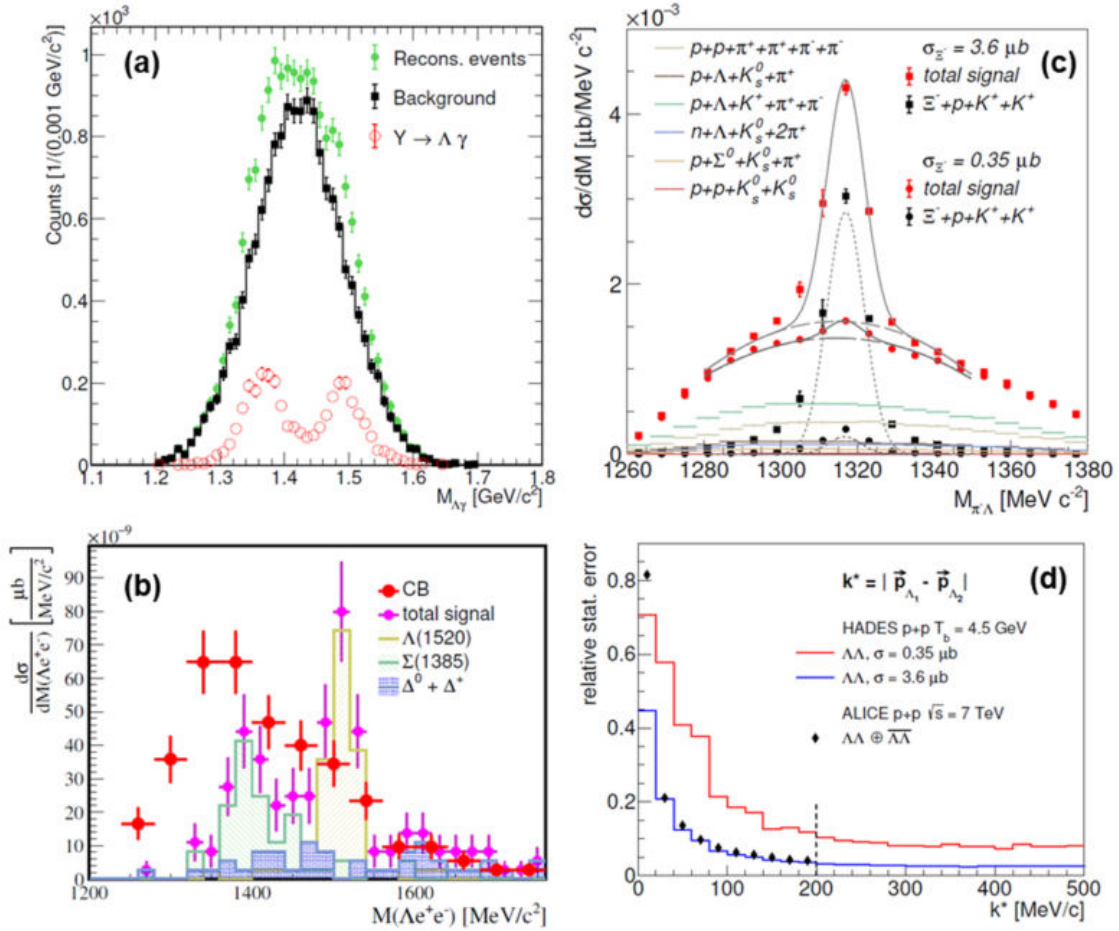 ×10³
(a)
Recons. events
Background
Y → Λ γ
Counts [1/(0.001 GeV/c²)]
1
0.8
0.6
0.4
0.2
0
1.1 1.2 1.3 1.4 1.5 1.6 1.7 1.8
M_Λγ [GeV/c²]
×10⁻³
(c)
p+p+π⁺+π⁺+π⁻+π⁻
p+Λ+K_s⁰+π⁺
p+Λ+K⁺+π⁺+π⁻
n+Λ+K_s⁰+2π⁺
p+Σ⁰+K_s⁰+π⁺
p+p+K_s⁰+K_s⁰
σ_Ξ⁻ = 3.6 μb
total signal
Ξ⁻+p+K⁺+K⁺
σ_Ξ⁻ = 0.35 μb
total signal
Ξ⁻+p+K⁺+K⁺
dσ/dM [μb/MeV c⁻²]
4
2
0
1260 1280 1300 1320 1340 1360 1380
M_π⁻Λ [MeV c⁻²]
×10⁻⁹
(b)
CB
total signal
Λ(1520)
Σ(1385)
Δ⁰ + Δ⁺
dσ/dM(Λe⁺e⁻) [μb/MeV/c²]
90
80
70
60
50
40
30
20
10
0
1200 1400 1600
M(Λe⁺e⁻) [MeV/c²]
(d)
k* = | p⃗_Λ₁ - p⃗_Λ₂ |
HADES p+p T_b = 4.5 GeV
ΛΛ, σ = 0.35 μb
ΛΛ, σ = 3.6 μb
ALICE p+p √s = 7 TeV
ΛΛ ⊕ Λ̅Λ̅
relative stat. error
0.8
0.6
0.4
0.2
0
0 100 200 300 400 500
k* [MeV/c]